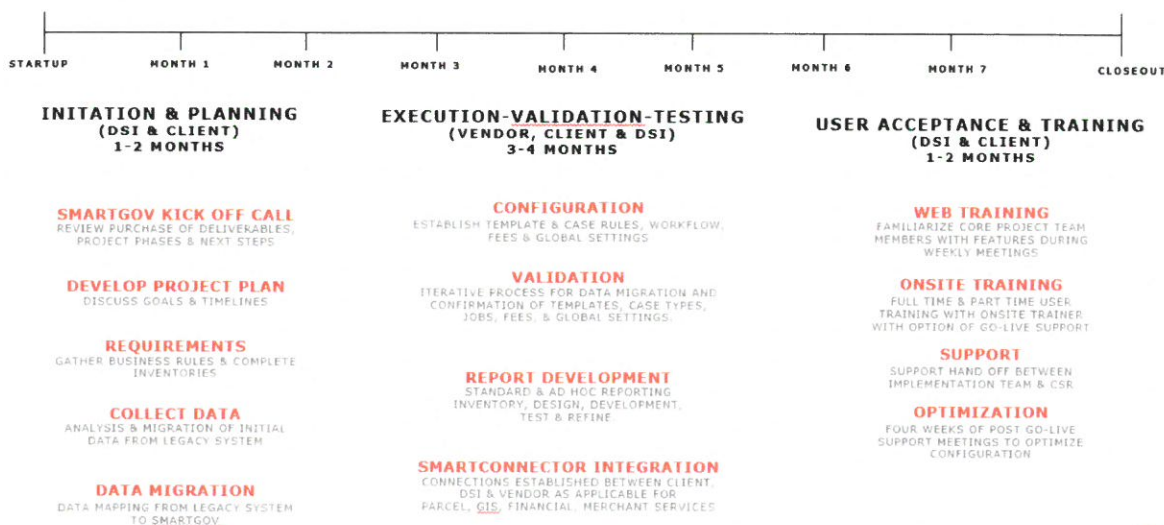 STARTUP
MONTH 1
MONTH 2
MONTH 3
MONTH 4
MONTH 5
MONTH 6
MONTH 7
CLOSEOUT
INITATION & PLANNING
(DSI & CLIENT)
1-2 MONTHS
SMARTGOV KICK OFF CALL
REVIEW PURCHASE OF DELIVERABLES,
PROJECT PHASES & NEXT STEPS
DEVELOP PROJECT PLAN
DISCUSS GOALS & TIMELINES
REQUIREMENTS
GATHER BUSINESS RULES & COMPLETE
INVENTORIES
COLLECT DATA
ANALYSIS & MIGRATION OF INITIAL
DATA FROM LEGACY SYSTEM
DATA MIGRATION
DATA MAPPING FROM LEGACY SYSTEM
TO SMARTGOV
EXECUTION-VALIDATION-TESTING
(VENDOR, CLIENT & DSI)
3-4 MONTHS
CONFIGURATION
ESTABLISH TEMPLATE & CASE RULES, WORKFLOW,
FEES & GLOBAL SETTINGS
VALIDATION
ITERATIVE PROCESS FOR DATA MIGRATION AND
CONFIRMATION OF TEMPLATES, CASE TYPES,
JOBS, FEES, & GLOBAL SETTINGS.
REPORT DEVELOPMENT
STANDARD & AD HOC REPORTING
INVENTORY, DESIGN, DEVELOPMENT,
TEST & REFINE
SMARTCONNECTOR INTEGRATION
CONNECTIONS ESTABLISHED BETWEEN CLIENT,
DSI & VENDOR AS APPLICABLE FOR
PARCEL, GIS, FINANCIAL, MERCHANT SERVICES
USER ACCEPTANCE & TRAINING
(DSI & CLIENT)
1-2 MONTHS
WEB TRAINING
FAMILIARIZE CORE PROJECT TEAM
MEMBERS WITH FEATURES DURING
WEEKLY MEETINGS
ONSITE TRAINING
FULL TIME & PART TIME USER
TRAINING WITH ONSITE TRAINER
WITH OPTION OF GO-LIVE SUPPORT
SUPPORT
SUPPORT HAND OFF BETWEEN
IMPLEMENTATION TEAM & CSR
OPTIMIZATION
FOUR WEEKS OF POST GO-LIVE
SUPPORT MEETINGS TO OPTIMIZE
CONFIGURATION